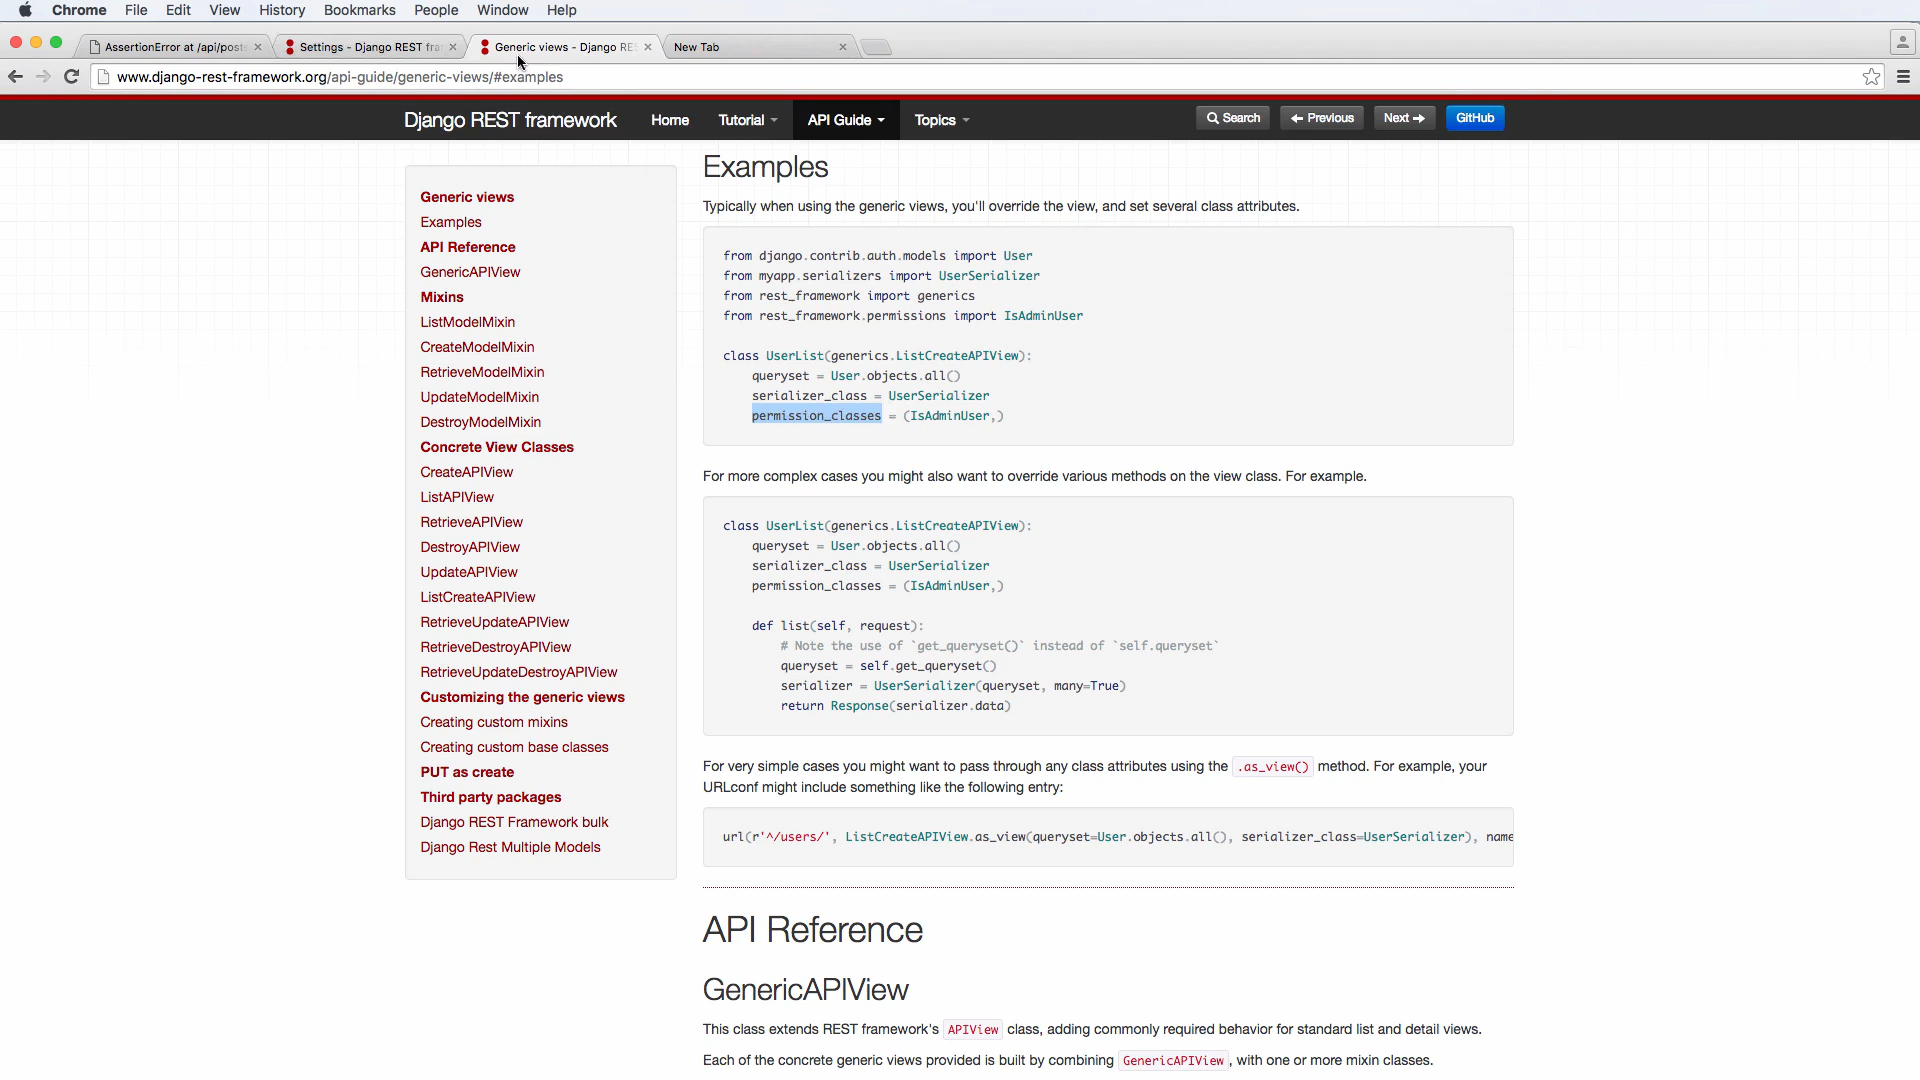 Chrome File Edit View History Bookmarks People Window Help
AssertionError at /api/posts Settings - Django REST fra Generic views - Django RES New Tab
www.django-rest-framework.org/api-guide/generic-views/#examples
Django REST framework Home Tutorial API Guide Topics Search Previous Next GitHub
Generic views
Examples
API Reference
GenericAPIView
Mixins
ListModelMixin
CreateModelMixin
RetrieveModelMixin
UpdateModelMixin
DestroyModelMixin
Concrete View Classes
CreateAPIView
ListAPIView
RetrieveAPIView
DestroyAPIView
UpdateAPIView
ListCreateAPIView
RetrieveUpdateAPIView
RetrieveDestroyAPIView
RetrieveUpdateDestroyAPIView
Customizing the generic views
Creating custom mixins
Creating custom base classes
PUT as create
Third party packages
Django REST Framework bulk
Django Rest Multiple Models
Examples
Typically when using the generic views, you'll override the view, and set several class attributes.
from django.contrib.auth.models import User
from myapp.serializers import UserSerializer
from rest_framework import generics
from rest_framework.permissions import IsAdminUser
class UserList(generics.ListCreateAPIView):
queryset = User.objects.all()
serializer_class = UserSerializer
permission_classes = (IsAdminUser,)
For more complex cases you might also want to override various methods on the view class. For example.
class UserList(generics.ListCreateAPIView):
queryset = User.objects.all()
serializer_class = UserSerializer
permission_classes = (IsAdminUser,)
def list(self, request):
# Note the use of `get_queryset()` instead of `self.queryset`
queryset = self.get_queryset()
serializer = UserSerializer(queryset, many=True)
return Response(serializer.data)
For very simple cases you might want to pass through any class attributes using the .as_view() method. For example, your
URLconf might include something like the following entry:
url(r'^/users/', ListCreateAPIView.as_view(queryset=User.objects.all(), serializer_class=UserSerializer), name
API Reference
GenericAPIView
This class extends REST framework's APIView class, adding commonly required behavior for standard list and detail views.
Each of the concrete generic views provided is built by combining GenericAPIView, with one or more mixin classes.